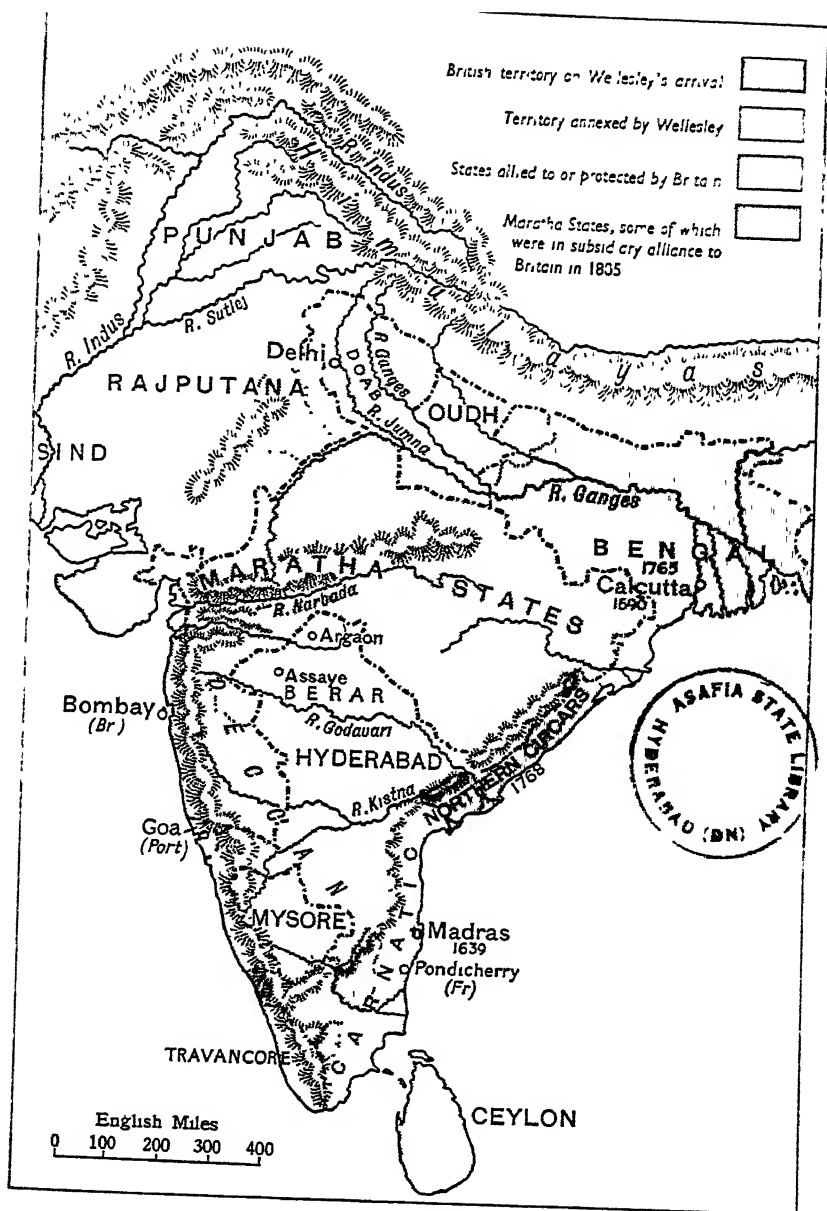 British territory on Wellesley's arrival
Territory annexed by Wellesley
States allied to or protected by Britain
Maratha States, some of which
were in subsidiary alliance to
Britain in 1805
R. Indus
Himalayas
PUNJAB
R. Indus
R. Sutlej
Delhi
DOAB
R Ganges
RAJPUTANA
OUDH
R. Jumna
SIND
R. Ganges
BENGAL
1765
MARATHA STATES
Calcutta
1690
R. Narbada
Argaon
Assaye
BERAR
Bombay
(Br)
R. Godavari
DECCAN
HYDERABAD
NORTHERN CIRCARS
1768
R. Kistna
Goa
(Port)
MYSORE
Madras
1639
CARNATIC
Pondicherry
(Fr)
TRAVANCORE
CEYLON
English Miles
0 100 200 300 400
ASAFIA STATE LIBRARY
HYDERABAD (DN)